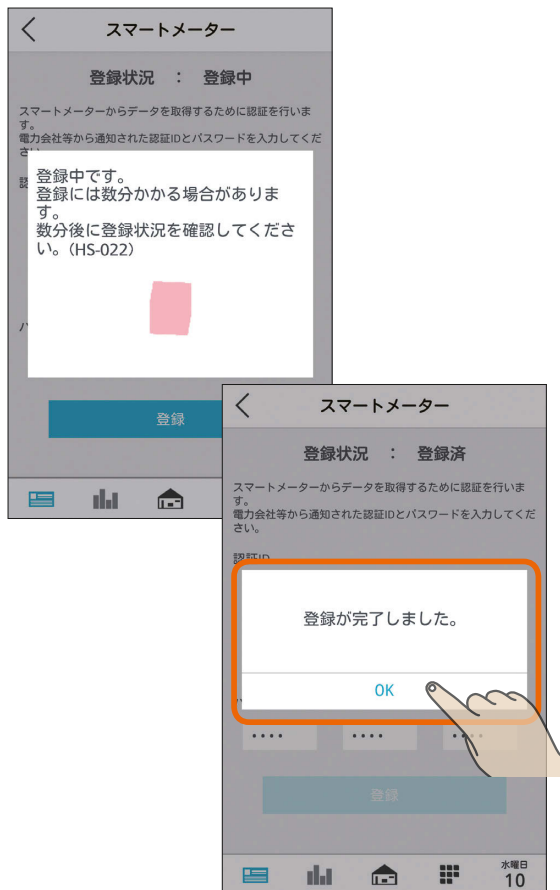 スマートメーター
登録状況 : 登録中
スマートメーターからデータを取得するために認証を行いま
す。
電力会社等から通知された認証IDとパスワードを入力してくだ
さい
登録中です。
登録には数分かかる場合がありま
す。
数分後に登録状況を確認してくださ
い。(HS-022)
登録
スマートメーター
登録状況 : 登録済
スマートメーターからデータを取得するために認証を行いま
す。
電力会社等から通知された認証IDとパスワードを入力してくだ
さい。
認証ID
登録が完了しました。
OK
•••• •••• ••••
登録
水曜日
10